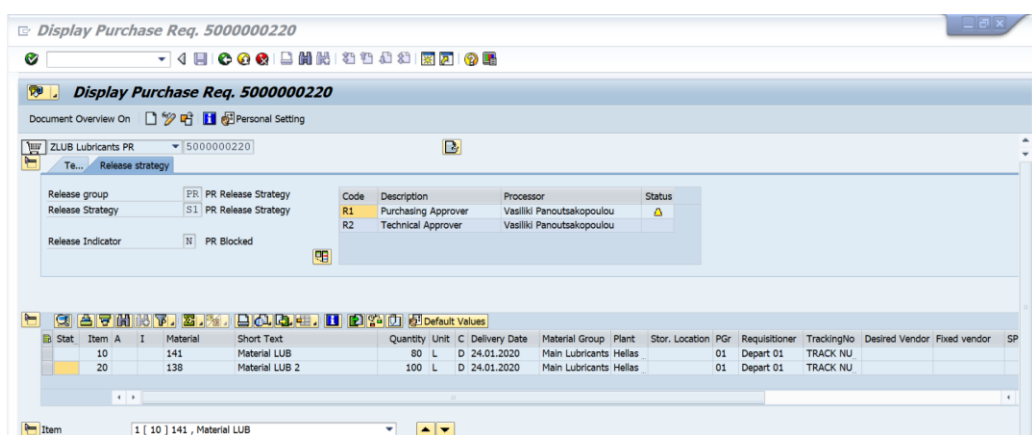 Display Purchase Req. 5000000220
Display Purchase Req. 5000000220
Document Overview On Personal Setting
ZLUB Lubricants PR 5000000220
Te... Release strategy
Release group PR PR Release Strategy
Release Strategy S1 PR Release Strategy
Release Indicator N PR Blocked
Code Description Processor Status
R1 Purchasing Approver Vasiliki Panoutsakopoulou
R2 Technical Approver Vasiliki Panoutsakopoulou
Default Values
Stat Item A I Material Short Text Quantity Unit C Delivery Date Material Group Plant Stor. Location PGr Requisitioner TrackingNo Desired Vendor Fixed vendor SP
10 141 Material LUB 80 L D 24.01.2020 Main Lubricants Hellas 01 Depart 01 TRACK NU
20 138 Material LUB 2 100 L D 24.01.2020 Main Lubricants Hellas 01 Depart 01 TRACK NU
Item 1 [ 10 ] 141 , Material LUB